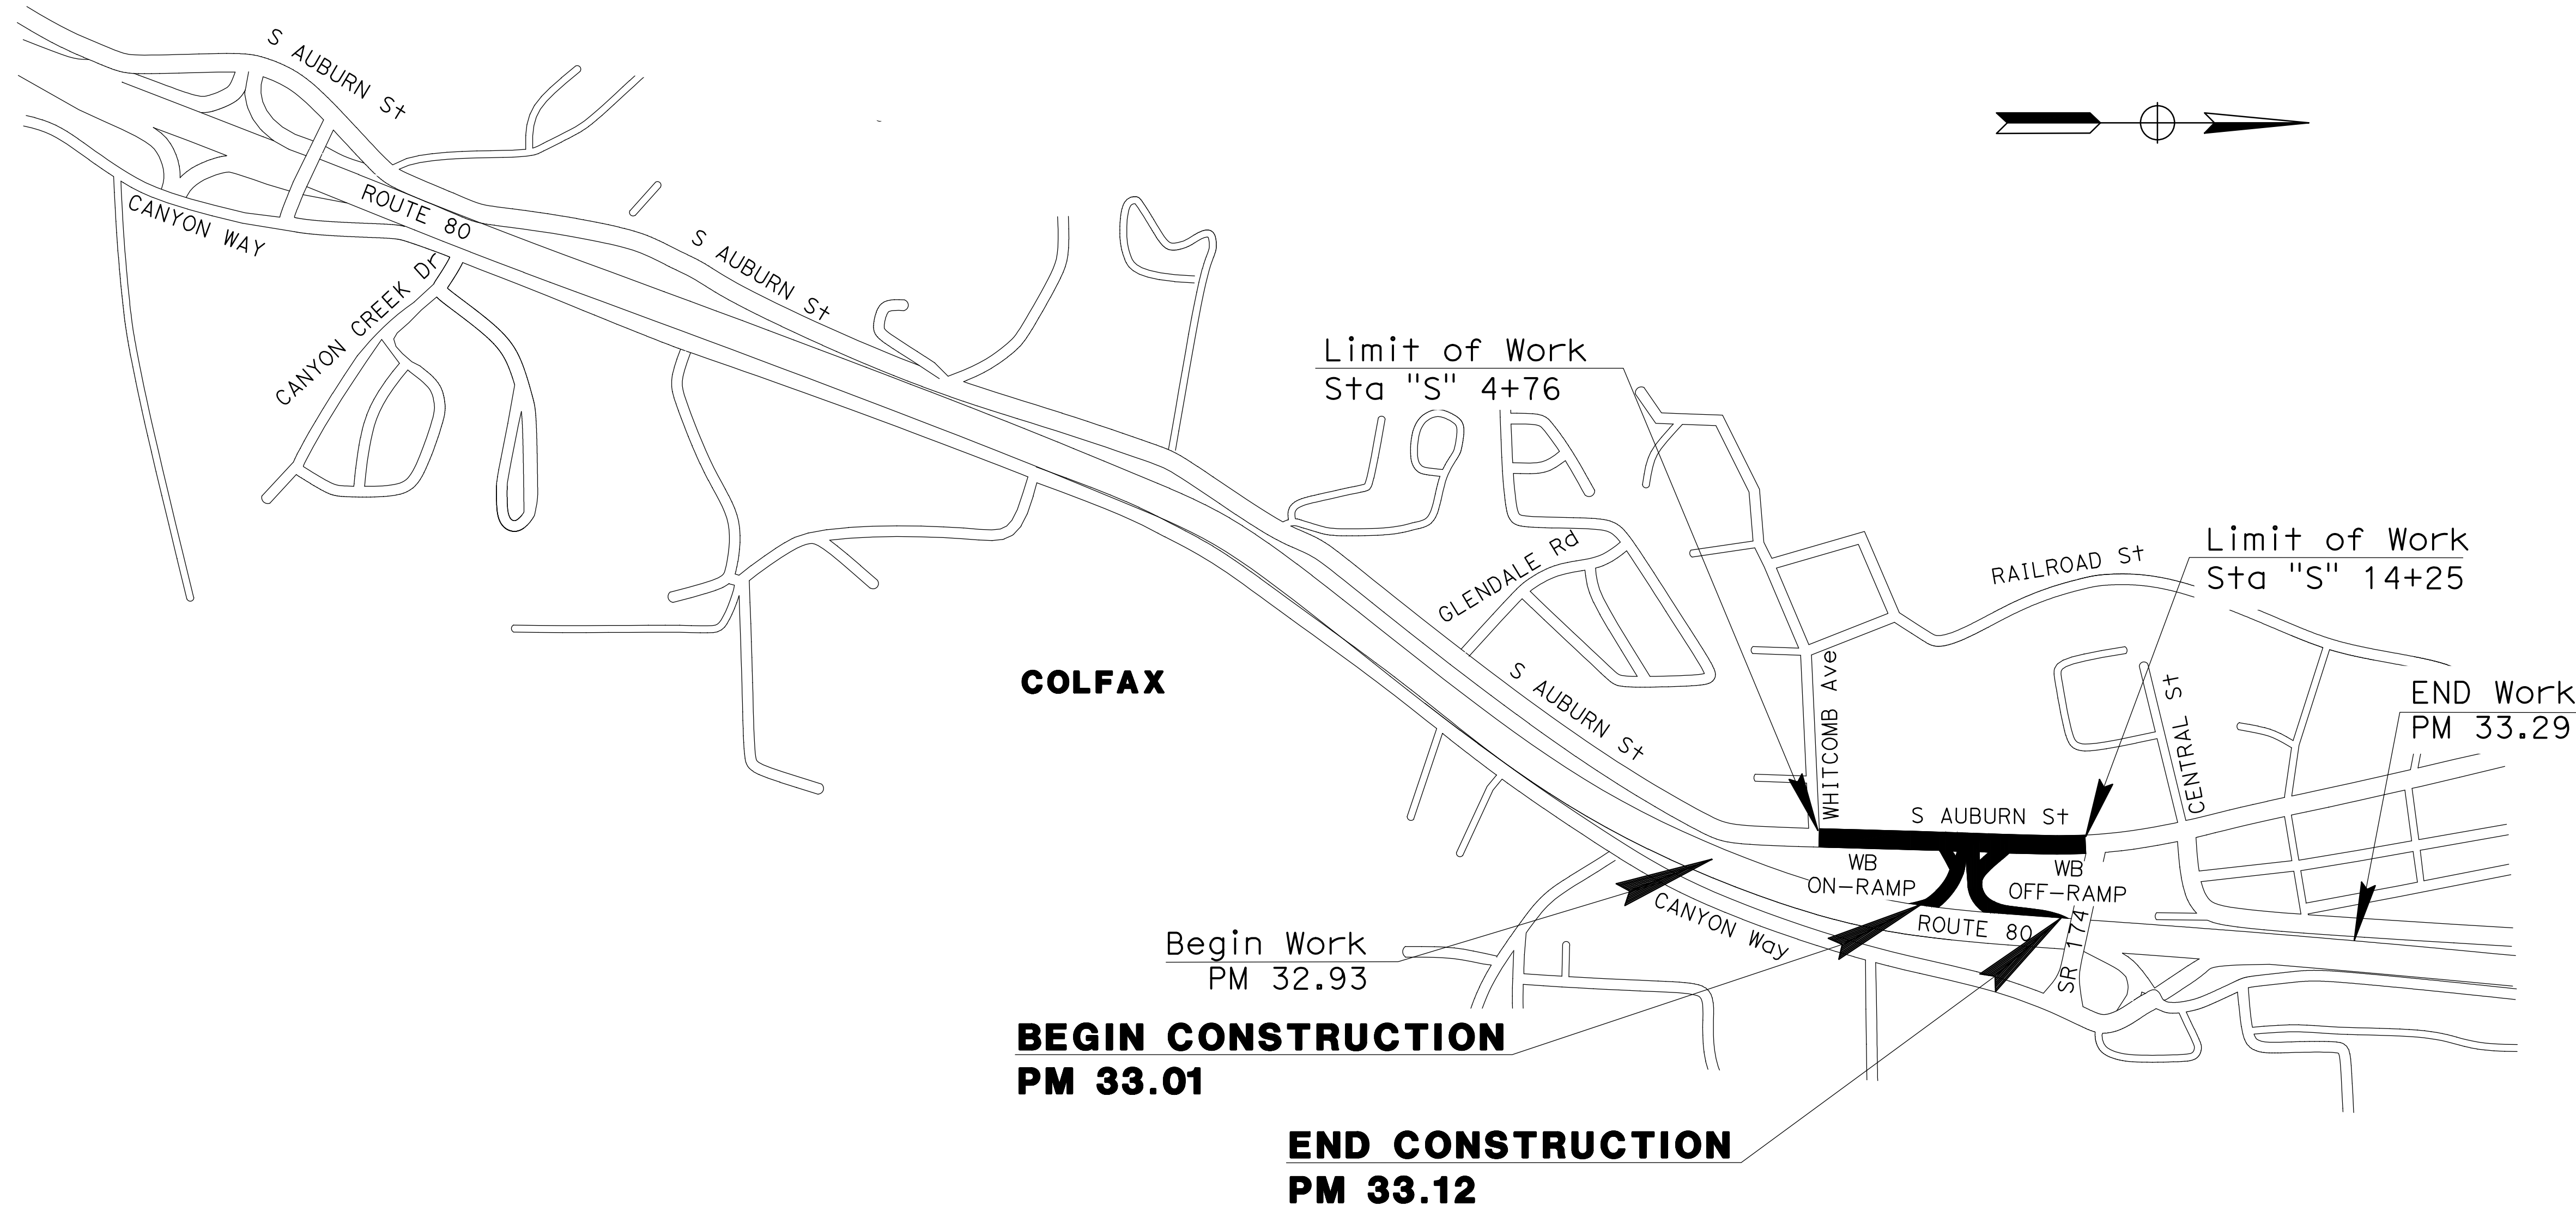 S AUBURN St
ROUTE 80
CANYON WAY
CANYON CREEK Dr
S AUBURN St
Limit of Work
Sta "S" 4+76
GLENDALE Rd
RAILROAD St
Limit of Work
Sta "S" 14+25
COLFAX
S AUBURN St
WHITCOMB Ave
CENTRAL St
END Work
PM 33.29
S AUBURN St
WB
ON-RAMP
WB
OFF-RAMP
CANYON Way
ROUTE 80
SR 174
Begin Work
PM 32.93
BEGIN CONSTRUCTION
PM 33.01
END CONSTRUCTION
PM 33.12